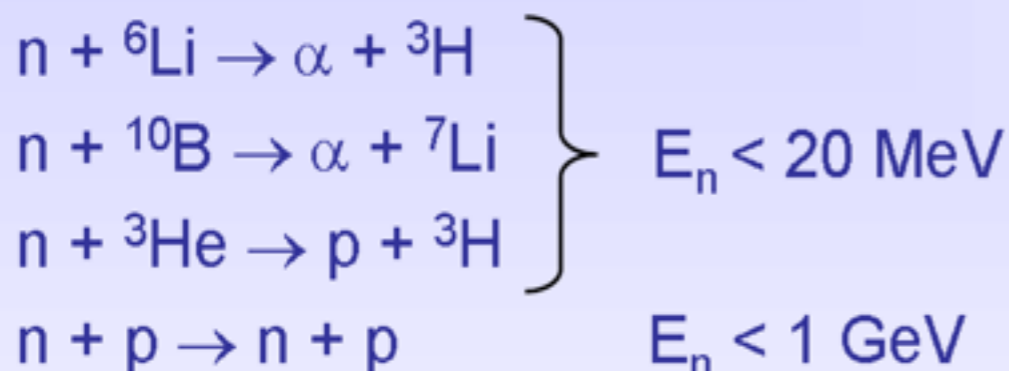 n + ⁶Li → α + ³H
n + ¹⁰B → α + ⁷Li
Eₙ < 20 MeV
n + ³He → p + ³H
n + p → n + p Eₙ < 1 GeV